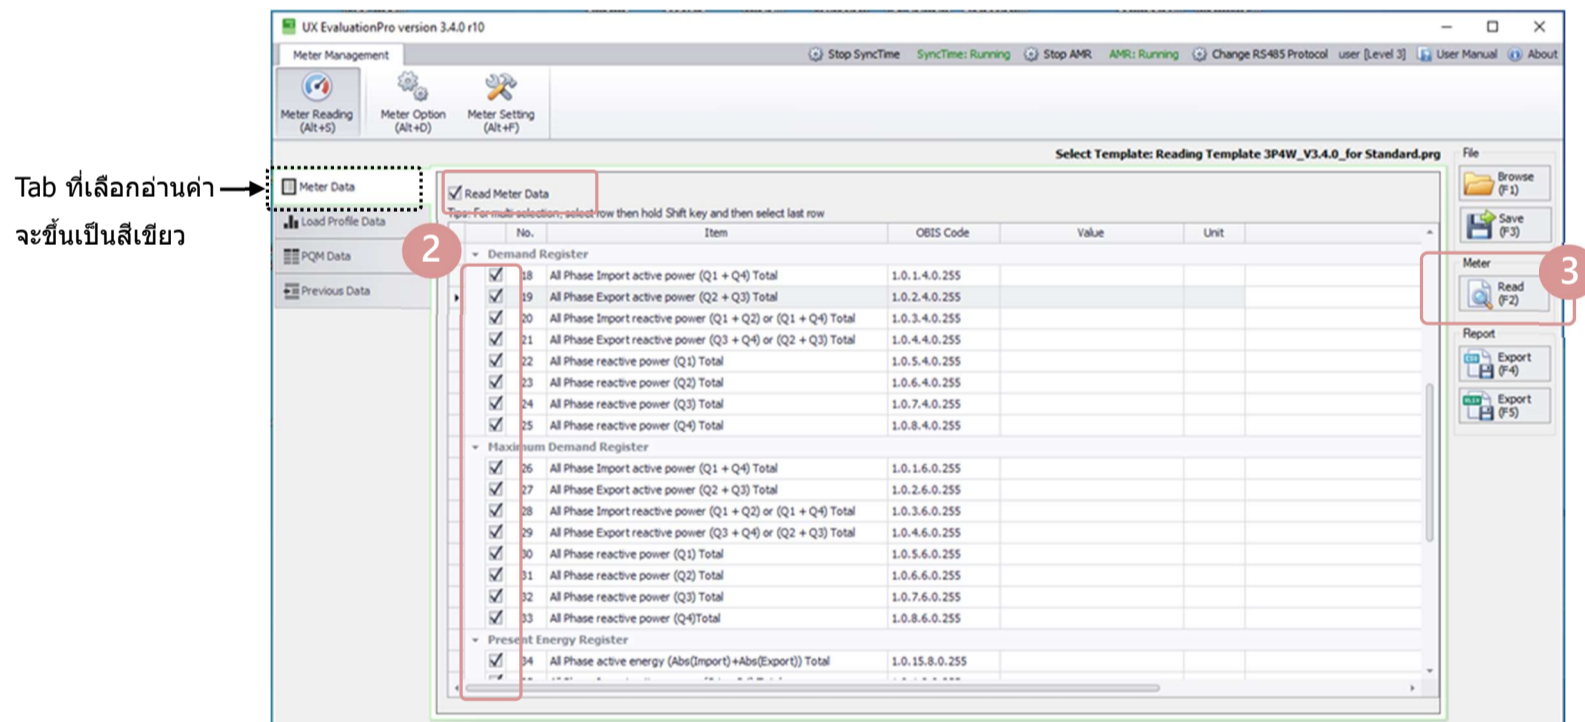 UX EvaluationPro version 3.4.0 r10
Meter Management
Stop SyncTime SyncTime: Running Stop AMR AMR: Running Change RS485 Protocol user [Level 3] User Manual About
Meter Reading (Alt+S)
Meter Option (Alt+D)
Meter Setting (Alt+F)
Select Template: Reading Template 3P4W_V3.4.0_for Standard.prg
Tab ที่เลือกอ่านค่า
จะขึ้นเป็นสีเขียว
Meter Data
Load Profile Data
PQM Data
Previous Data
2
Read Meter Data
Tips: For multi selection, select row then hold Shift key and then select last row
No. Item OBIS Code Value Unit
Demand Register
18 All Phase Import active power (Q1 + Q4) Total 1.0.1.4.0.255
19 All Phase Export active power (Q2 + Q3) Total 1.0.2.4.0.255
20 All Phase Import reactive power (Q1 + Q2) or (Q1 + Q4) Total 1.0.3.4.0.255
21 All Phase Export reactive power (Q3 + Q4) or (Q2 + Q3) Total 1.0.4.4.0.255
22 All Phase reactive power (Q1) Total 1.0.5.4.0.255
23 All Phase reactive power (Q2) Total 1.0.6.4.0.255
24 All Phase reactive power (Q3) Total 1.0.7.4.0.255
25 All Phase reactive power (Q4) Total 1.0.8.4.0.255
Maximum Demand Register
26 All Phase Import active power (Q1 + Q4) Total 1.0.1.6.0.255
27 All Phase Export active power (Q2 + Q3) Total 1.0.2.6.0.255
28 All Phase Import reactive power (Q1 + Q2) or (Q1 + Q4) Total 1.0.3.6.0.255
29 All Phase Export reactive power (Q3 + Q4) or (Q2 + Q3) Total 1.0.4.6.0.255
30 All Phase reactive power (Q1) Total 1.0.5.6.0.255
31 All Phase reactive power (Q2) Total 1.0.6.6.0.255
32 All Phase reactive power (Q3) Total 1.0.7.6.0.255
33 All Phase reactive power (Q4)Total 1.0.8.6.0.255
Present Energy Register
34 All Phase active energy (Abs(Import)+Abs(Export)) Total 1.0.15.8.0.255
File
Browse (F1)
Save (F3)
Meter
3
Read (F2)
Report
CSV Export (F4)
XLSX Export (F5)